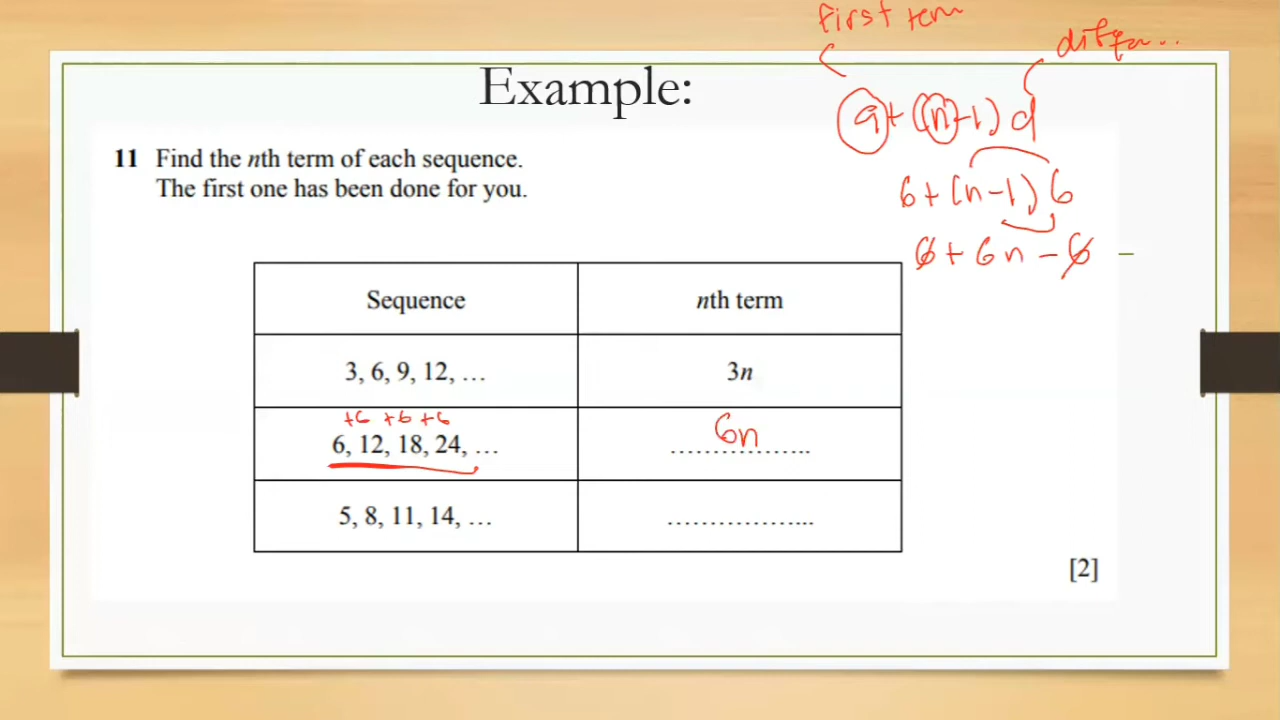 first term
Example:
a+(n-1)d
11 Find the nth term of each sequence.
The first one has been done for you.
6+(n-1)6
6+6n-6
Sequence nth term
3, 6, 9, 12, … 3n
+6 +6 +6
6, 12, 18, 24, … 6n
5, 8, 11, 14, … ……………...
[2]